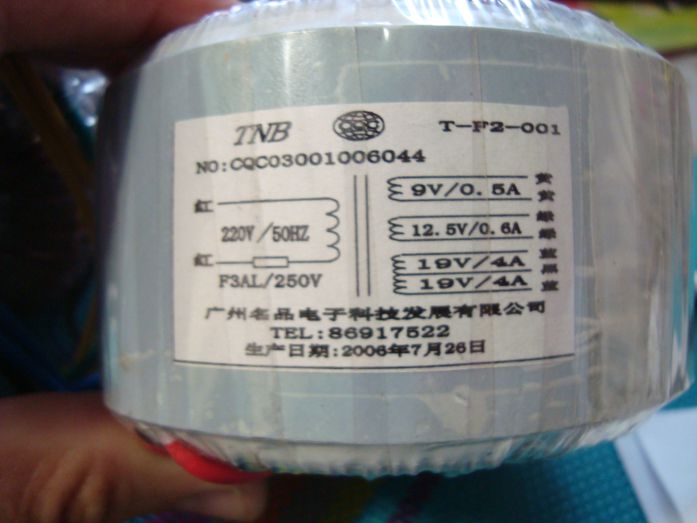 TNB CQC T-F2-001
NO:CQC03001006044
红 9V/0.5A 黄
黄
220V/50HZ 12.5V/0.6A 绿
绿
红 19V/4A 蓝
黑
F3AL/250V 19V/4A 蓝
广州名品电子科技发展有限公司
TEL:86917522
生产日期:2006年7月26日